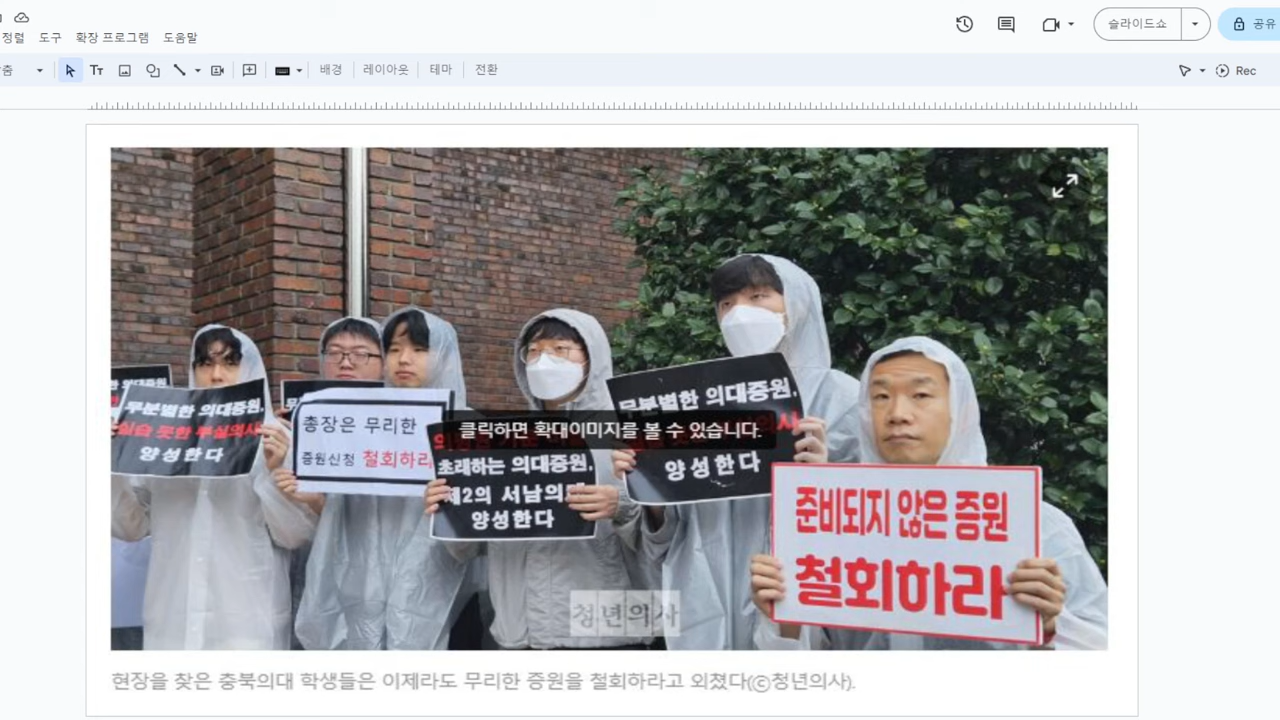 정렬 도구 확장 프로그램 도움말
슬라이드쇼
공유
배경 레이아웃 테마 전환
Rec
무분별한 의대증원,
실습 못한 부실의사
양성한다
총장은 무리한
증원신청 철회하라
초래하는 의대증원,
제2의 서남의대
양성한다
무분별한 의대증원,
양성한다
클릭하면 확대이미지를 볼 수 있습니다.
준비되지 않은 증원
철회하라
청년의사
현장을 찾은 충북의대 학생들은 이제라도 무리한 증원을 철회하라고 외쳤다(ⓒ청년의사).